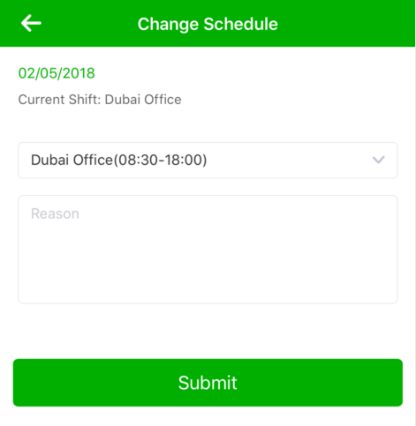 Change Schedule
02/05/2018
Current Shift: Dubai Office
Dubai Office(08:30-18:00)
Reason
Submit